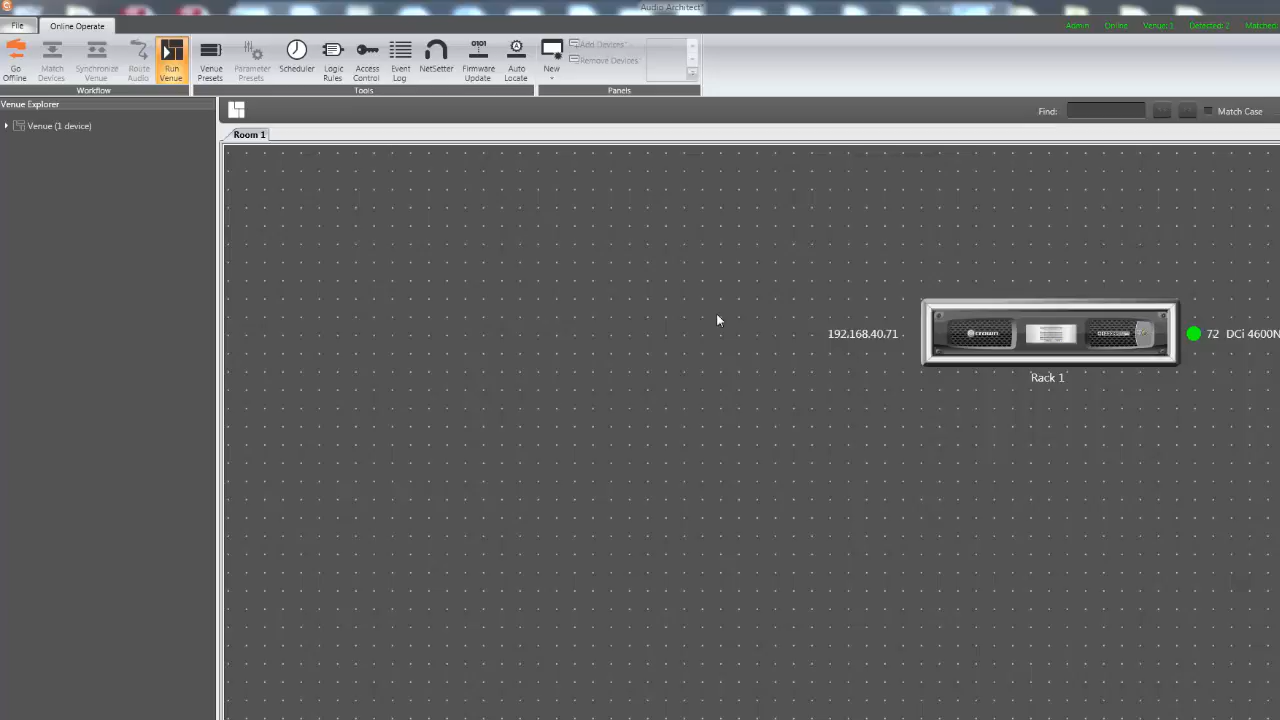 Audio Architect*
File
Online Operate
Admin
Online
Venue: 1
Detected: 2
Matched:
Go Offline
Match Devices
Synchronize Venue
Route Audio
Run Venue
Venue Presets
Parameter Presets
Scheduler
Logic Rules
Access Control
Event Log
NetSetter
0101
Firmware Update
Auto Locate
New
Add Devices
Remove Devices
Workflow
Tools
Panels
Venue Explorer
Find:
Match Case
Venue (1 device)
Room 1
192.168.40.71
CROWN
72 DCi 4600N
Rack 1